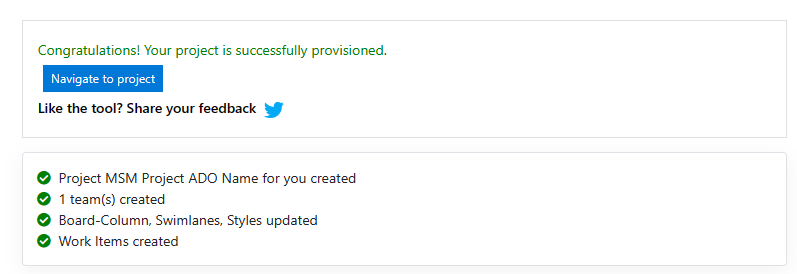 Congratulations! Your project is successfully provisioned.
Navigate to project
Like the tool? Share your feedback
Project MSM Project ADO Name for you created
1 team(s) created
Board-Column, Swimlanes, Styles updated
Work Items created